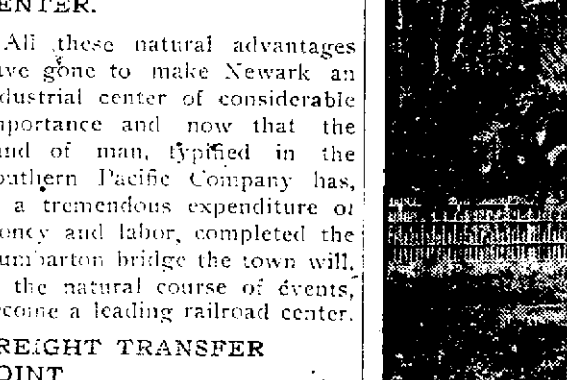 ENTER.
All these natural advantages
ave gone to make Newark an
dustrial center of considerable
portance and now that the
and of man, typified in the
outhern Pacific Company has,
a tremendous expenditure of
oney and labor, completed the
umbarton bridge the town will,
the natural course of events,
ecome a leading railroad center.
REIGHT TRANSFER
OINT